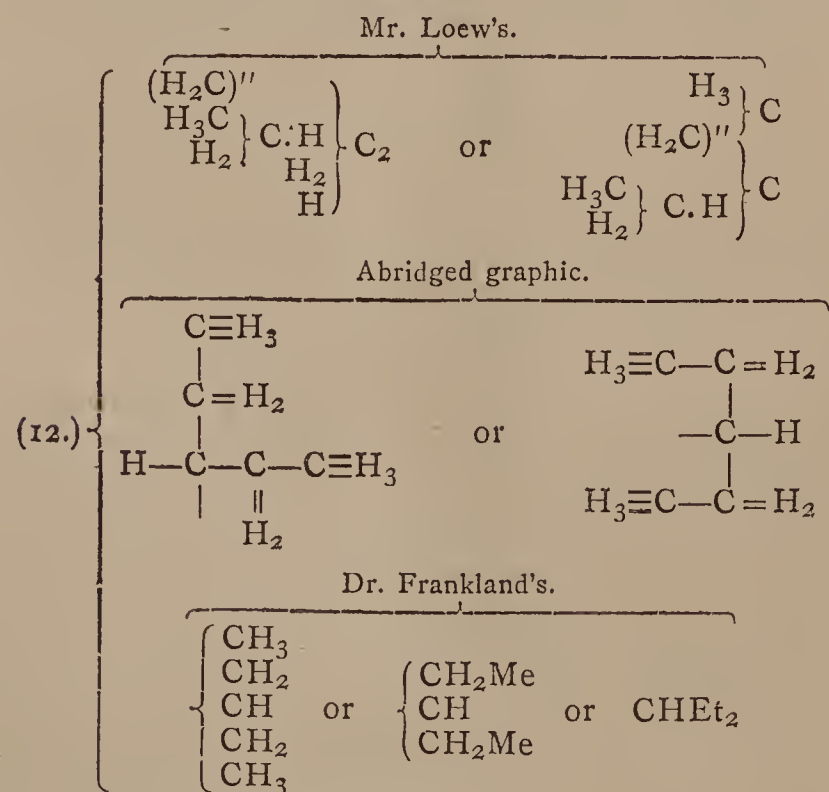 Mr. Loew's.
(H₂C)″
H₃C } C.·H } C₂ or H₃ } C
H₂ H₂ (H₂C)″
H H₃C } C.H } C
H₂
Abridged graphic.
C≡H₃
|
C=H₂
|
H—C—C—C≡H₃
| ||
H₂
or
H₃≡C—C=H₂
|
—C—H
|
H₃≡C—C=H₂
(12.)
Dr. Frankland's.
CH₃
CH₂
CH
CH₂
CH₃
or
CH₂Me
CH
CH₂Me
or CHEt₂